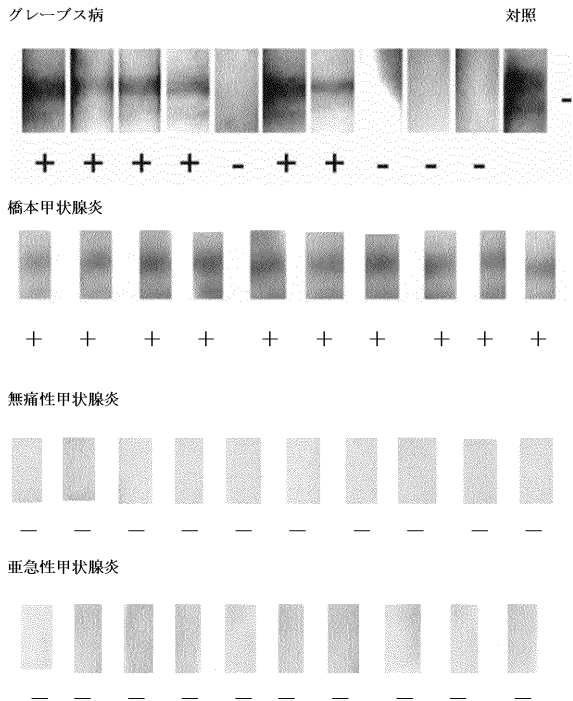 グレーブス病 対照
-
+ + + + - + + - - -
橋本甲状腺炎
+ + + + + + + + + +
無痛性甲状腺炎
— — — — — — — — — —
亜急性甲状腺炎
— — — — — — — — — —